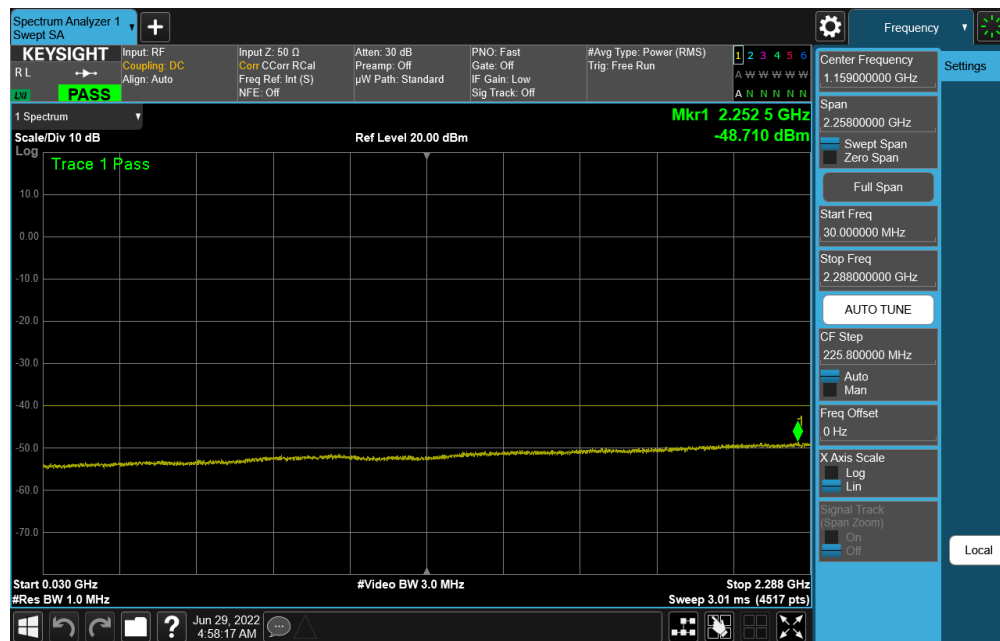 Spectrum Analyzer 1
Swept SA
Frequency
KEYSIGHT
R L
LXI
PASS
Input: RF
Coupling: DC
Align: Auto
Input Z: 50 Ω
Corr CCorr RCal
Freq Ref: Int (S)
NFE: Off
Atten: 30 dB
Preamp: Off
µW Path: Standard
PNO: Fast
Gate: Off
IF Gain: Low
Sig Track: Off
#Avg Type: Power (RMS)
Trig: Free Run
1 2 3 4 5 6
A W W W W W
A N N N N N
1 Spectrum
Scale/Div 10 dB
Ref Level 20.00 dBm
Mkr1 2.252 5 GHz
-48.710 dBm
Log
Trace 1 Pass
10.0
0.00
-10.0
-20.0
-30.0
-40.0
1
-50.0
-60.0
-70.0
Start 0.030 GHz
#Video BW 3.0 MHz
Stop 2.288 GHz
#Res BW 1.0 MHz
Sweep 3.01 ms (4517 pts)
Jun 29, 2022
4:58:17 AM
Center Frequency
1.159000000 GHz
Settings
Span
2.25800000 GHz
Swept Span
Zero Span
Full Span
Start Freq
30.000000 MHz
Stop Freq
2.288000000 GHz
AUTO TUNE
CF Step
225.800000 MHz
Auto
Man
Freq Offset
0 Hz
X Axis Scale
Log
Lin
Signal Track
(Span Zoom)
On
Off
Local